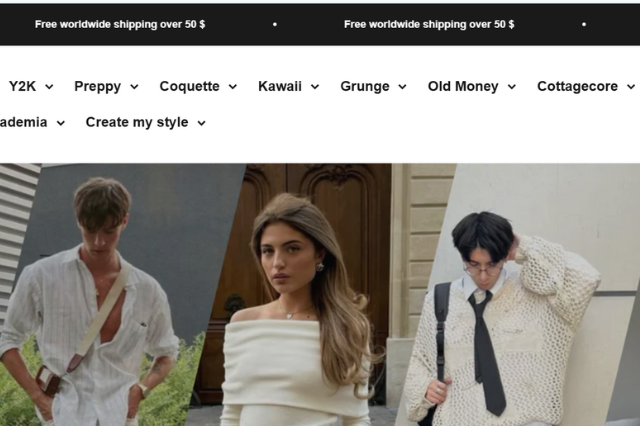 Free worldwide shipping over 50 $ • Free worldwide shipping over 50 $ •
Y2K Preppy Coquette Kawaii Grunge Old Money Cottagecore
ademia Create my style